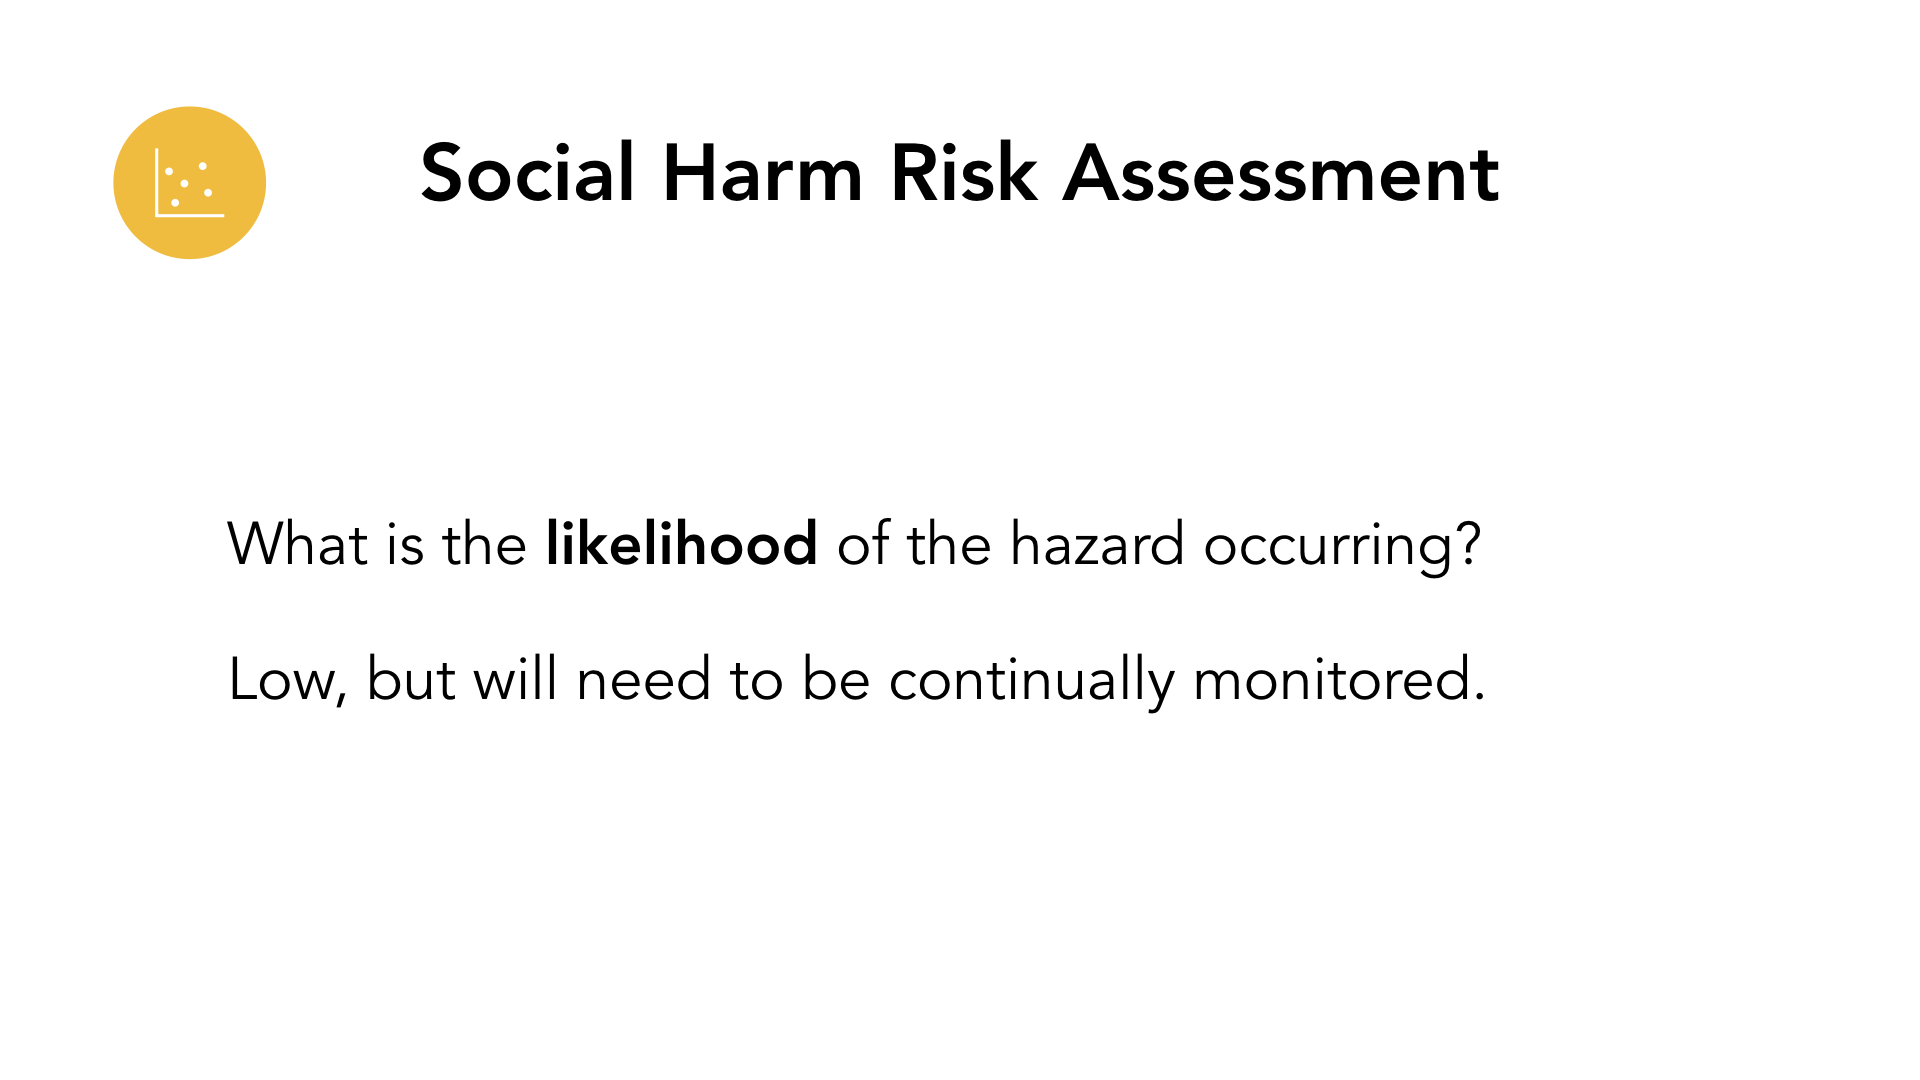 Social Harm Risk Assessment
What is the likelihood of the hazard occurring?
Low, but will need to be continually monitored.